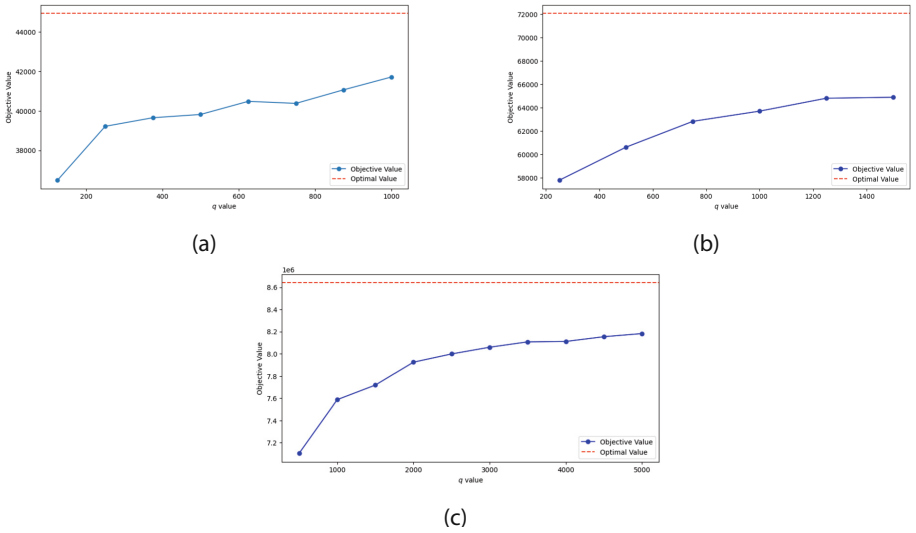 44000
42000
40000
38000
Objective Value
200
400
600
800
1000
q value
Objective Value
Optimal Value
(a)
72000
70000
68000
66000
64000
62000
60000
58000
Objective Value
200
400
600
800
1000
1200
1400
q value
Objective Value
Optimal Value
(b)
1e6
8.6
8.4
8.2
8.0
7.8
7.6
7.4
7.2
Objective Value
1000
2000
3000
4000
5000
q value
Objective Value
Optimal Value
(c)